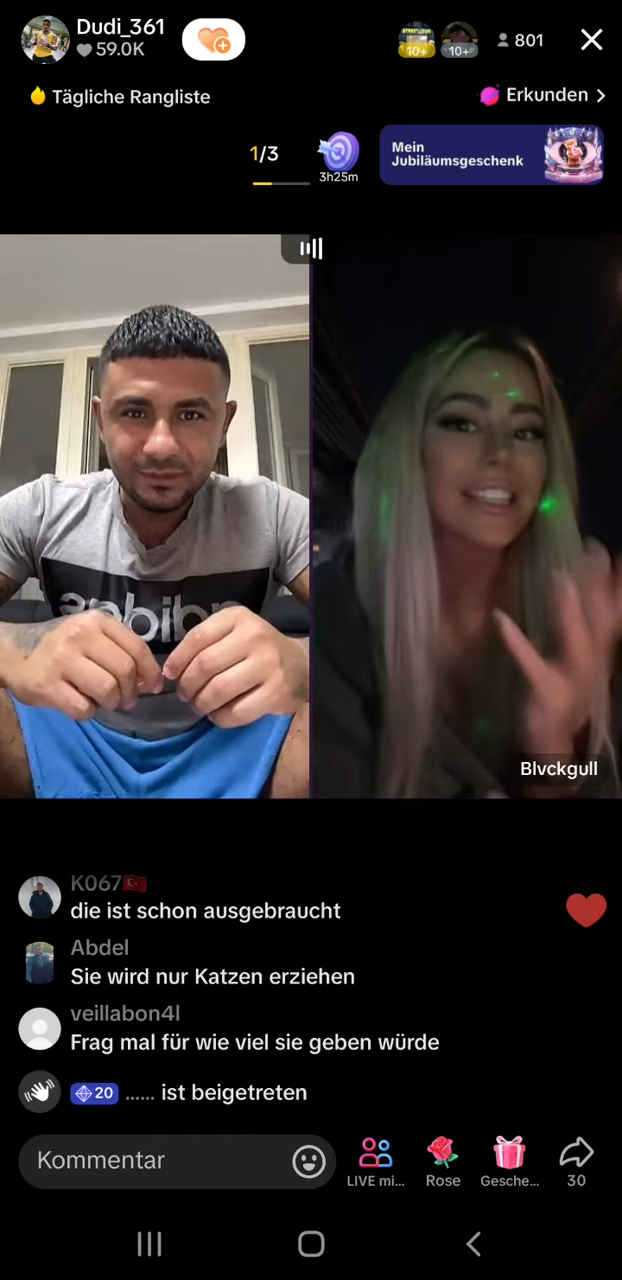 Dudi_361
59.0K
10+
10+
801
Tägliche Rangliste
Erkunden
1/3
3h25m
Mein
Jubiläumsgeschenk
Blvckgull
K067🇹🇷
die ist schon ausgebraucht
Abdel
Sie wird nur Katzen erziehen
veillabon4l
Frag mal für wie viel sie geben würde
20 ...... ist beigetreten
Kommentar
LIVE mi...
Rose
Gesche...
30